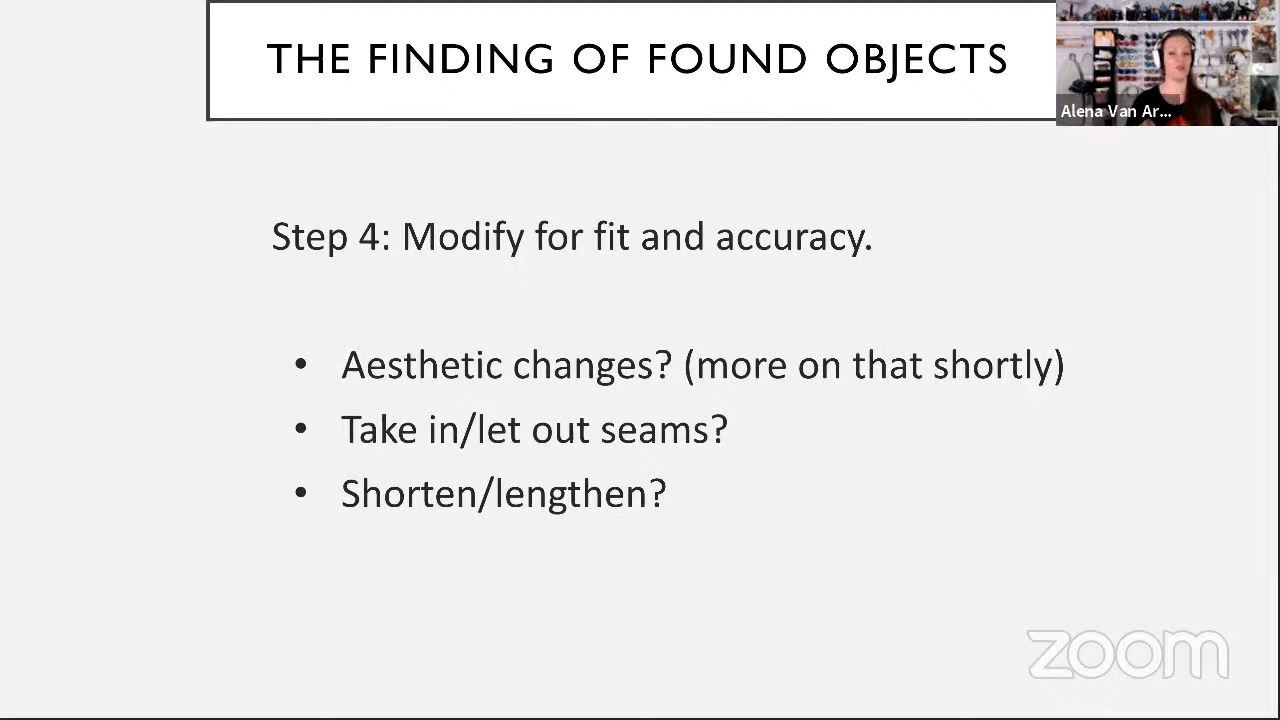 THE FINDING OF FOUND OBJECTS
Alena Van Ar...
Step 4: Modify for fit and accuracy.
• Aesthetic changes? (more on that shortly)
• Take in/let out seams?
• Shorten/lengthen?
zoom